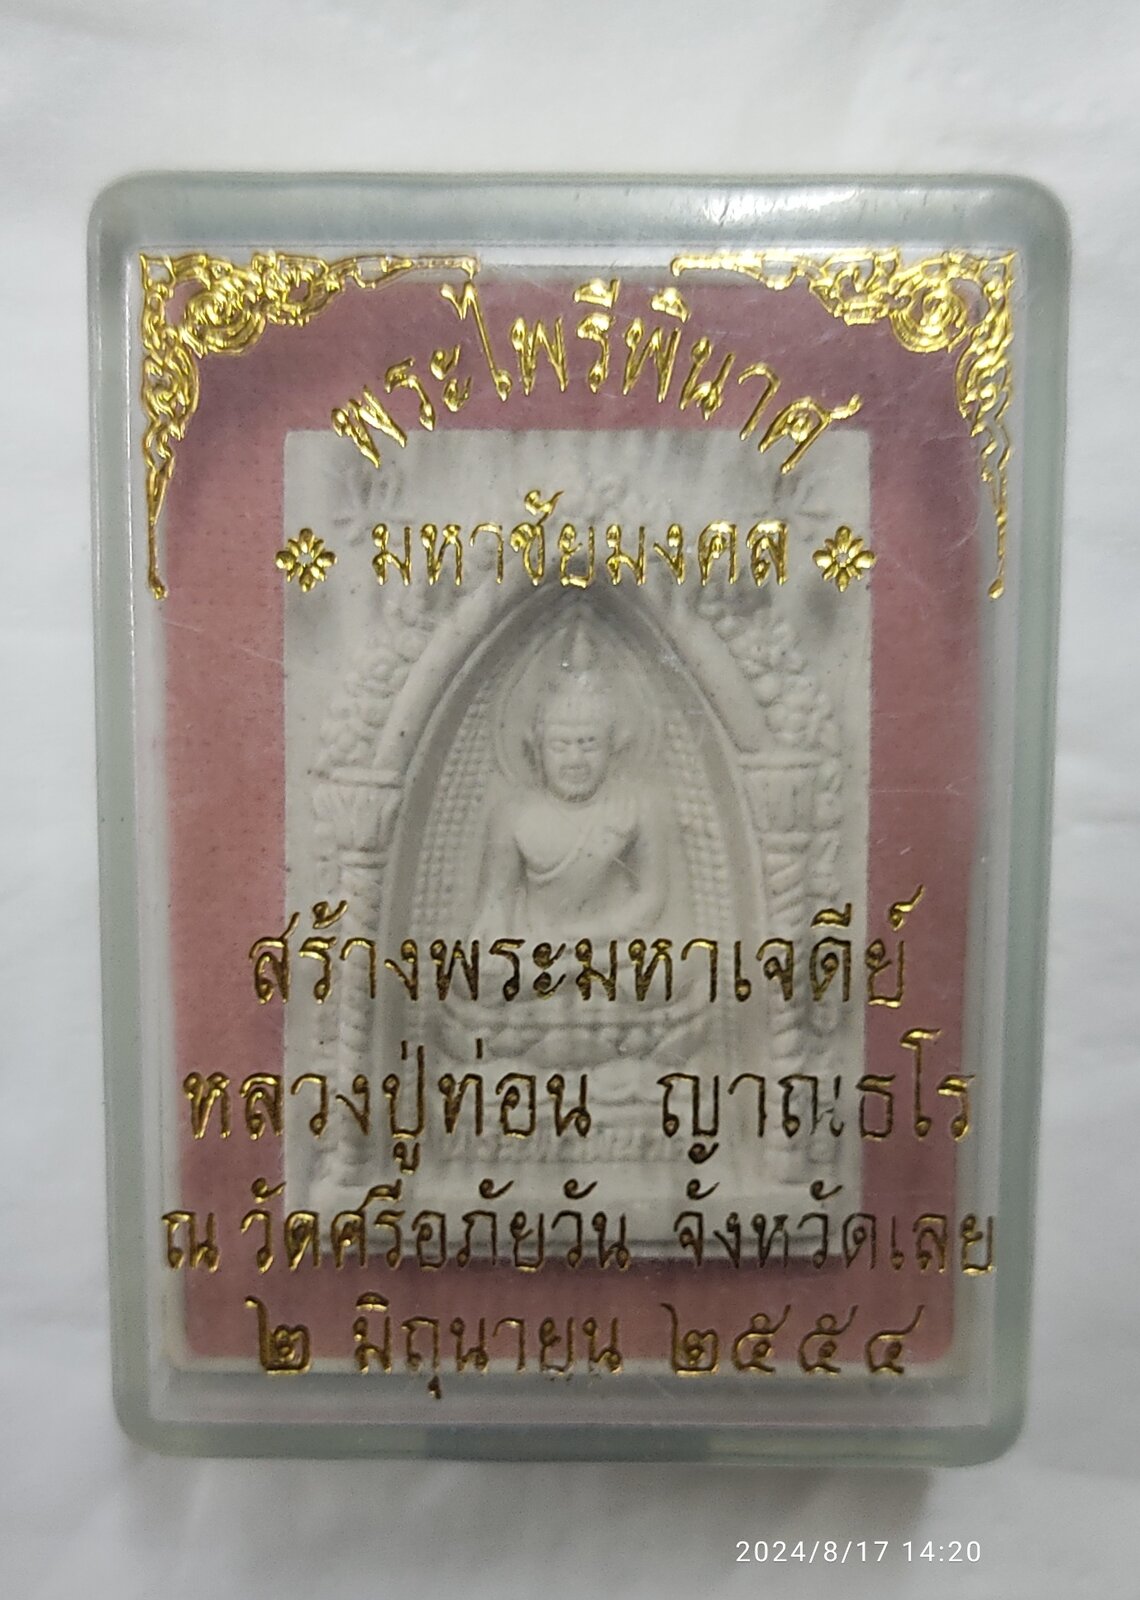 พระไพรีพินาศ
มหาชัยมงคล
สร้างพระมหาเจดีย์
หลวงปู่ท่อน ญาณธโร
ณ วัดศรีอภัยวัน จังหวัดเลย
๒ มิถุนายน ๒๕๕๔
2024/8/17 14:20